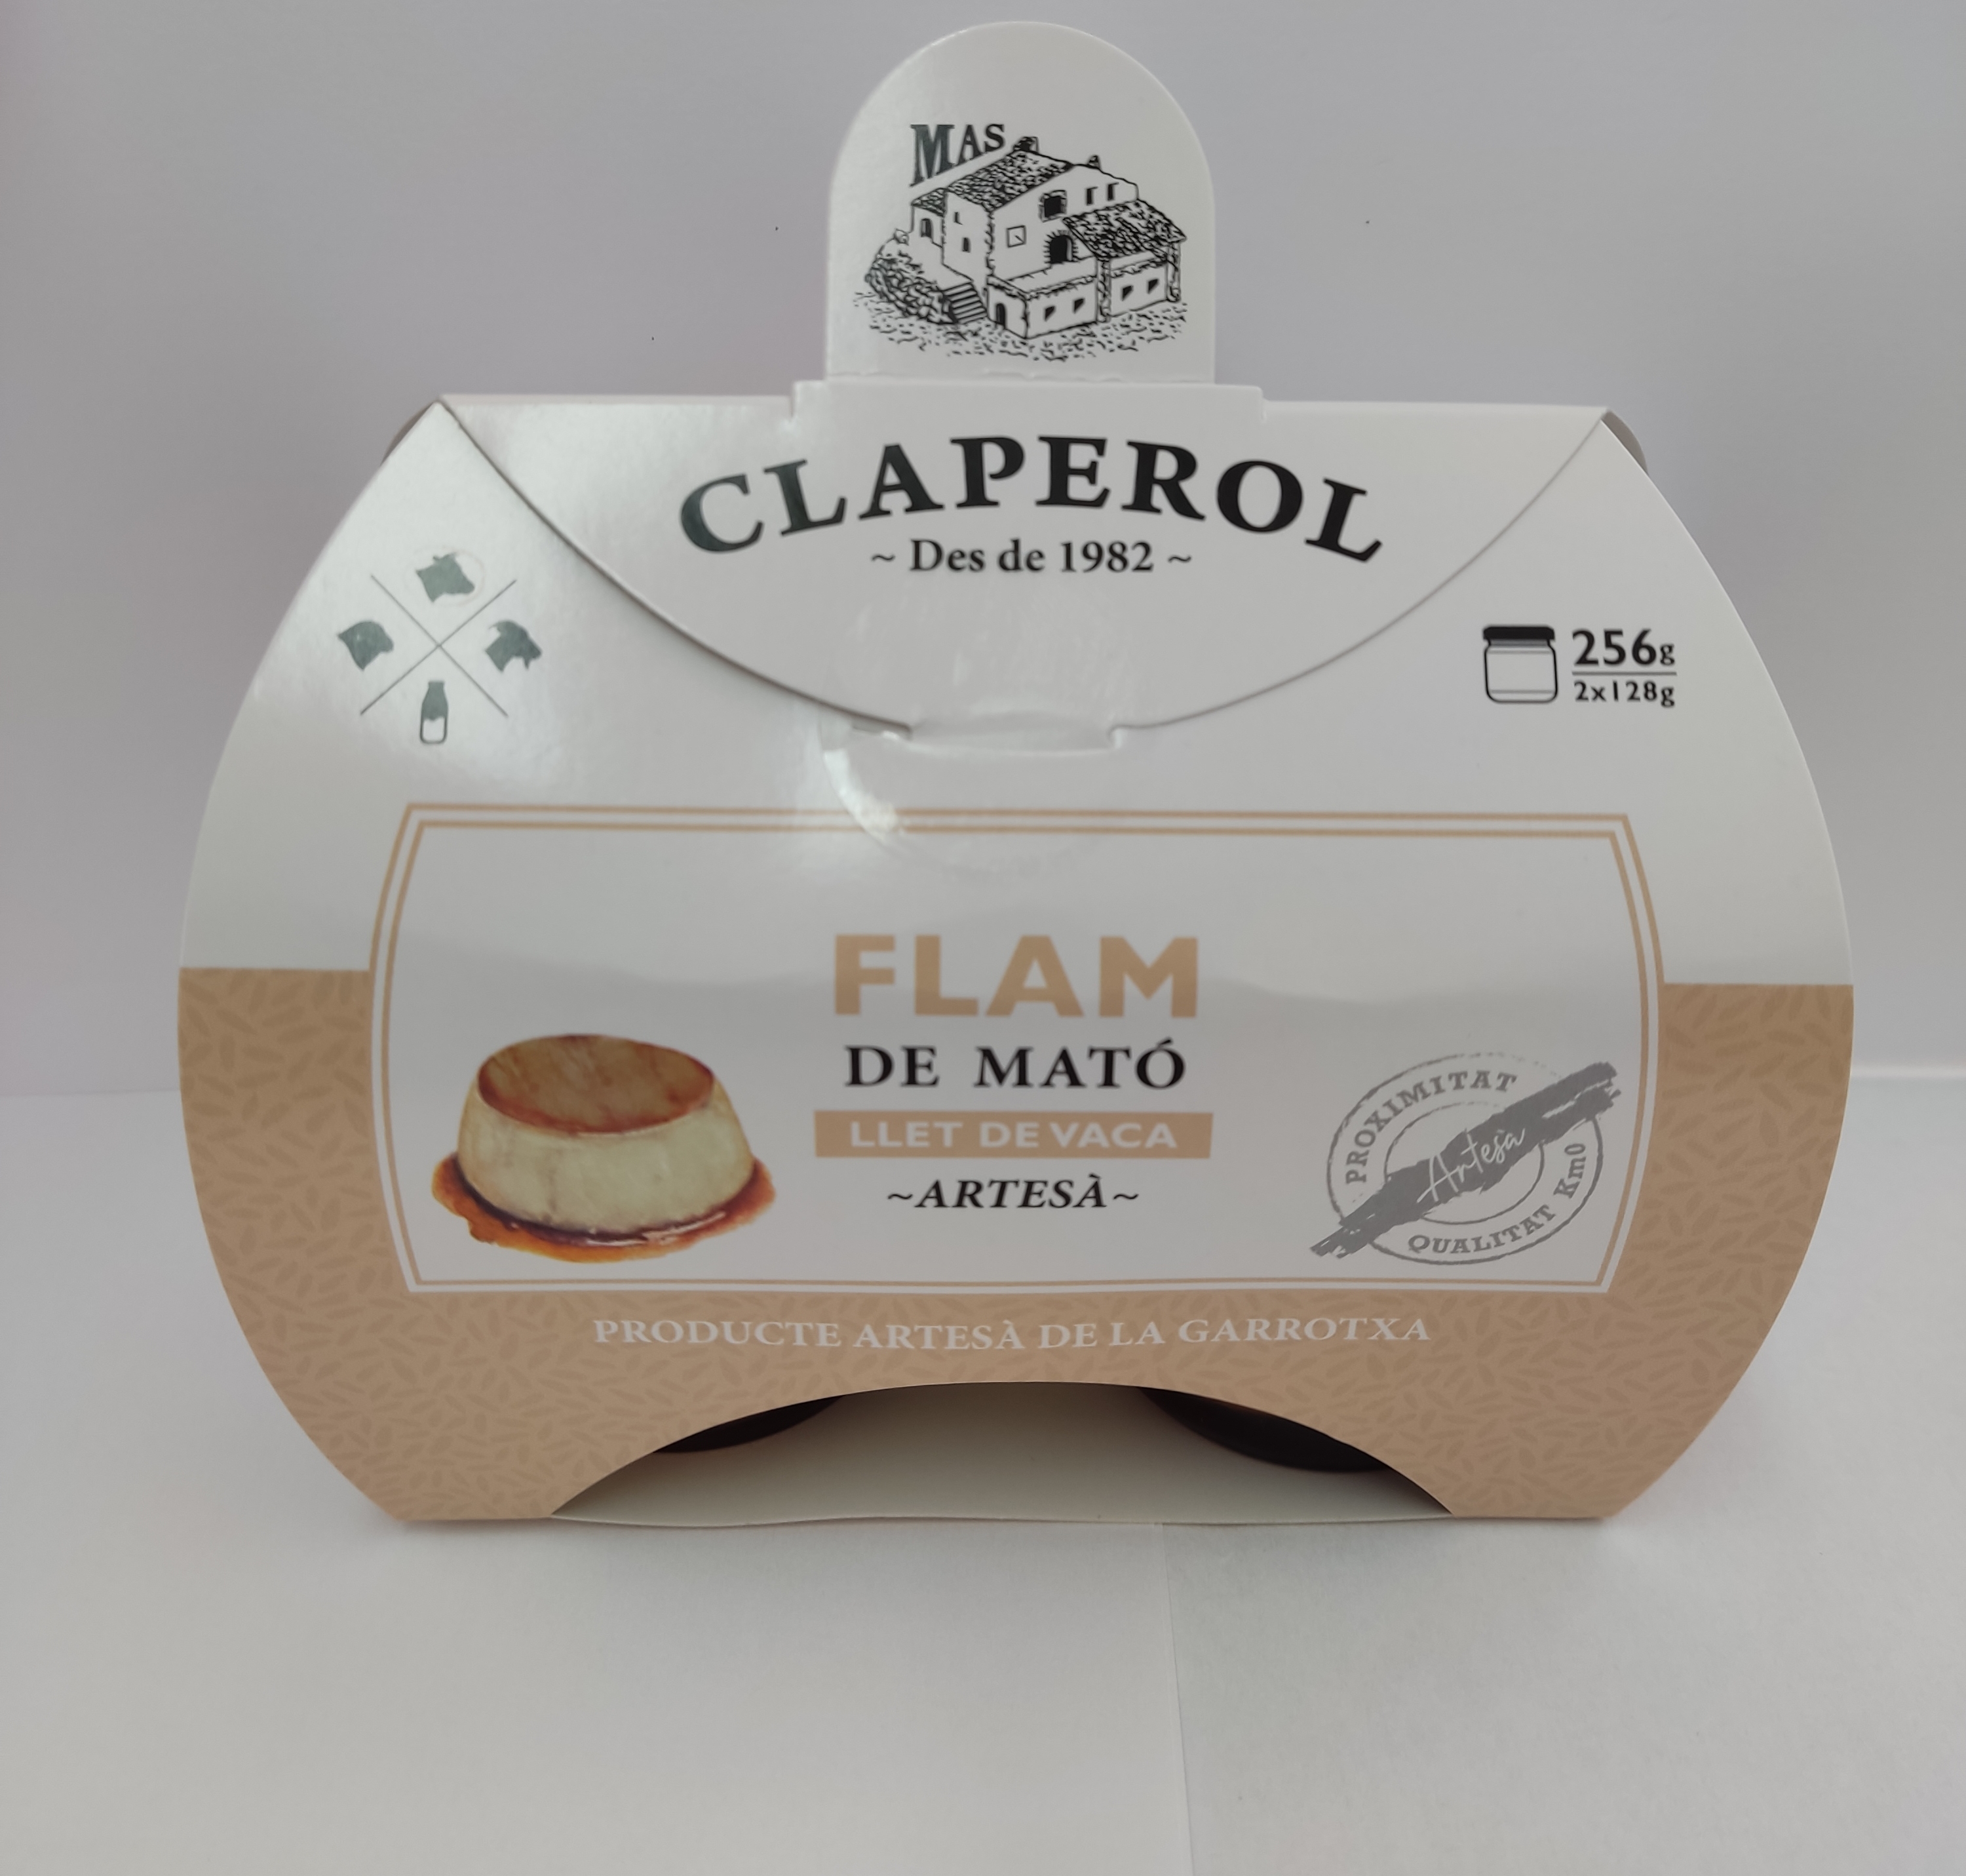 MAS
CLAPEROL
~ Des de 1982 ~
256g
2x128g
FLAM
DE MATÓ
LLET DE VACA
~ARTESÀ~
PROXIMITAT
Artesà
QUALITAT Km0
PRODUCTE ARTESÀ DE LA GARROTXA